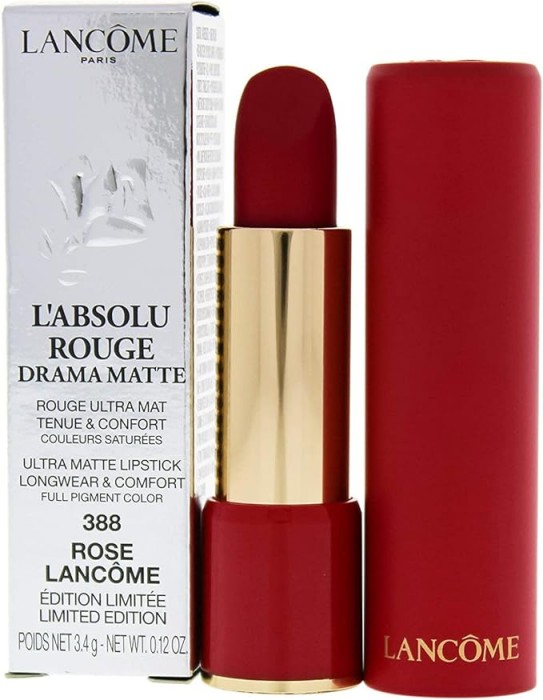 LANCÔME
PARIS
L'ABSOLU
ROUGE
DRAMA MATTE
ROUGE ULTRA MAT
TENUE & CONFORT
COULEURS SATURÉES
ULTRA MATTE LIPSTICK
LONGWEAR & COMFORT
FULL PIGMENT COLOR
388
ROSE
LANCÔME
ÉDITION LIMITÉE
LIMITED EDITION
POIDS NET 3.4 g - NET WT. 0.12 OZ.
LANCÔME